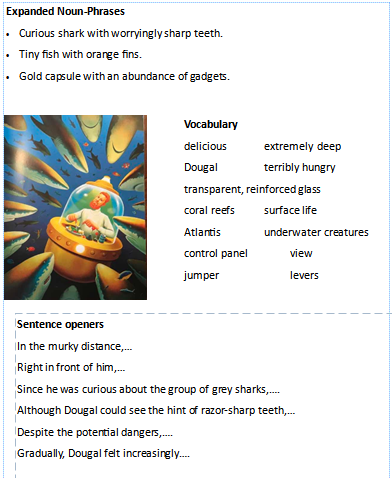 Expanded Noun-Phrases
• Curious shark with worryingly sharp teeth.
• Tiny fish with orange fins.
• Gold capsule with an abundance of gadgets.
Vocabulary
delicious extremely deep
Dougal terribly hungry
transparent, reinforced glass
coral reefs surface life
Atlantis underwater creatures
control panel view
jumper levers
Sentence openers
In the murky distance,...
Right in front of him,...
Since he was curious about the group of grey sharks,....
Although Dougal could see the hint of razor-sharp teeth,...
Despite the potential dangers,....
Gradually, Dougal felt increasingly....